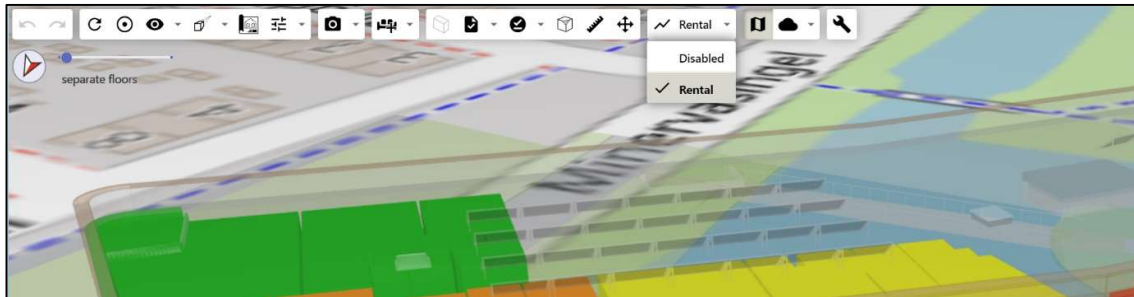 Rental
Disabled
Rental
separate floors
Minervasingel